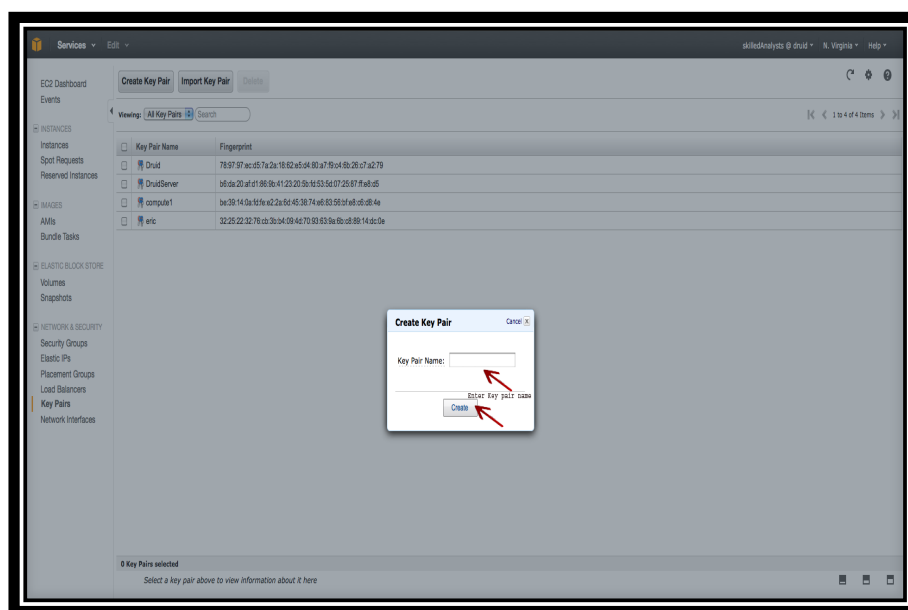 Services Edit skilledAnalysts @ druid N. Virginia Help
EC2 Dashboard
Events
INSTANCES
Instances
Spot Requests
Reserved Instances
IMAGES
AMIs
Bundle Tasks
ELASTIC BLOCK STORE
Volumes
Snapshots
NETWORK & SECURITY
Security Groups
Elastic IPs
Placement Groups
Load Balancers
Key Pairs
Network Interfaces
Create Key Pair Import Key Pair Delete
Viewing: All Key Pairs Search 1 to 4 of 4 Items
Key Pair Name Fingerprint
Druid
DruidServer
compute1
eric
Create Key Pair Cancel X
Key Pair Name:
Enter Key pair name
Create
0 Key Pairs selected
Select a key pair above to view information about it here